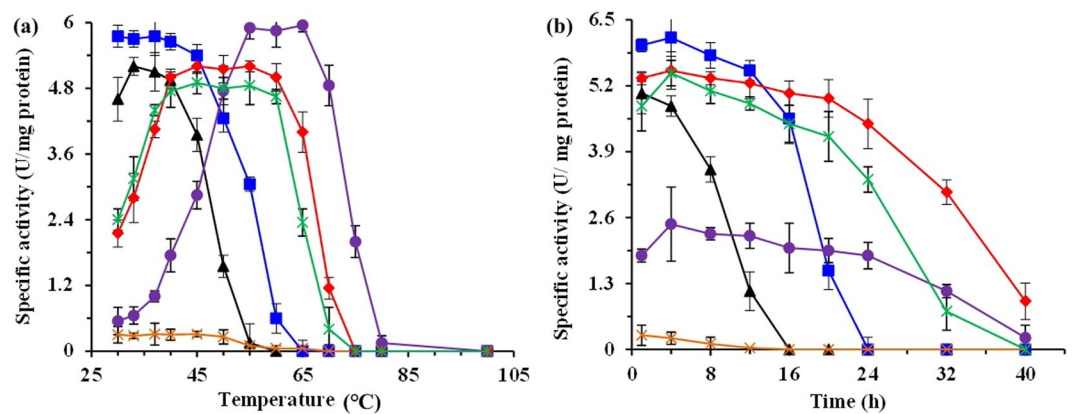 (a)
Specific activity (U/mg protein)
6
4.8
3.6
2.4
1.2
0
25 45 65 85 105
Temperature (°C)
(b)
Specific activity (U/ mg protein)
6.5
5.2
3.9
2.6
1.3
0
0 8 16 24 32 40
Time (h)